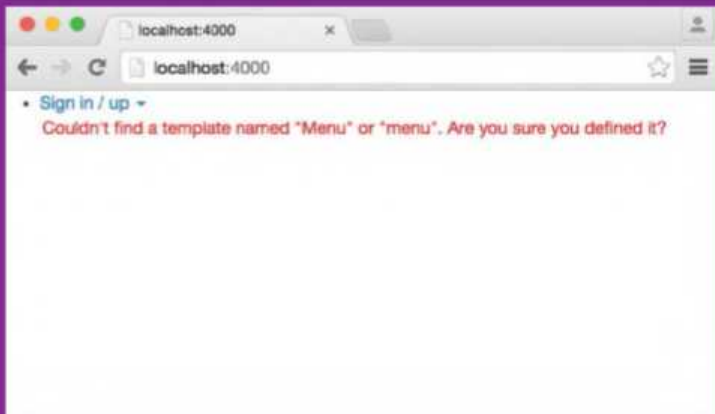 localhost:4000
localhost:4000
Sign in / up
Couldn't find a template named "Menu" or "menu". Are you sure you defined it?